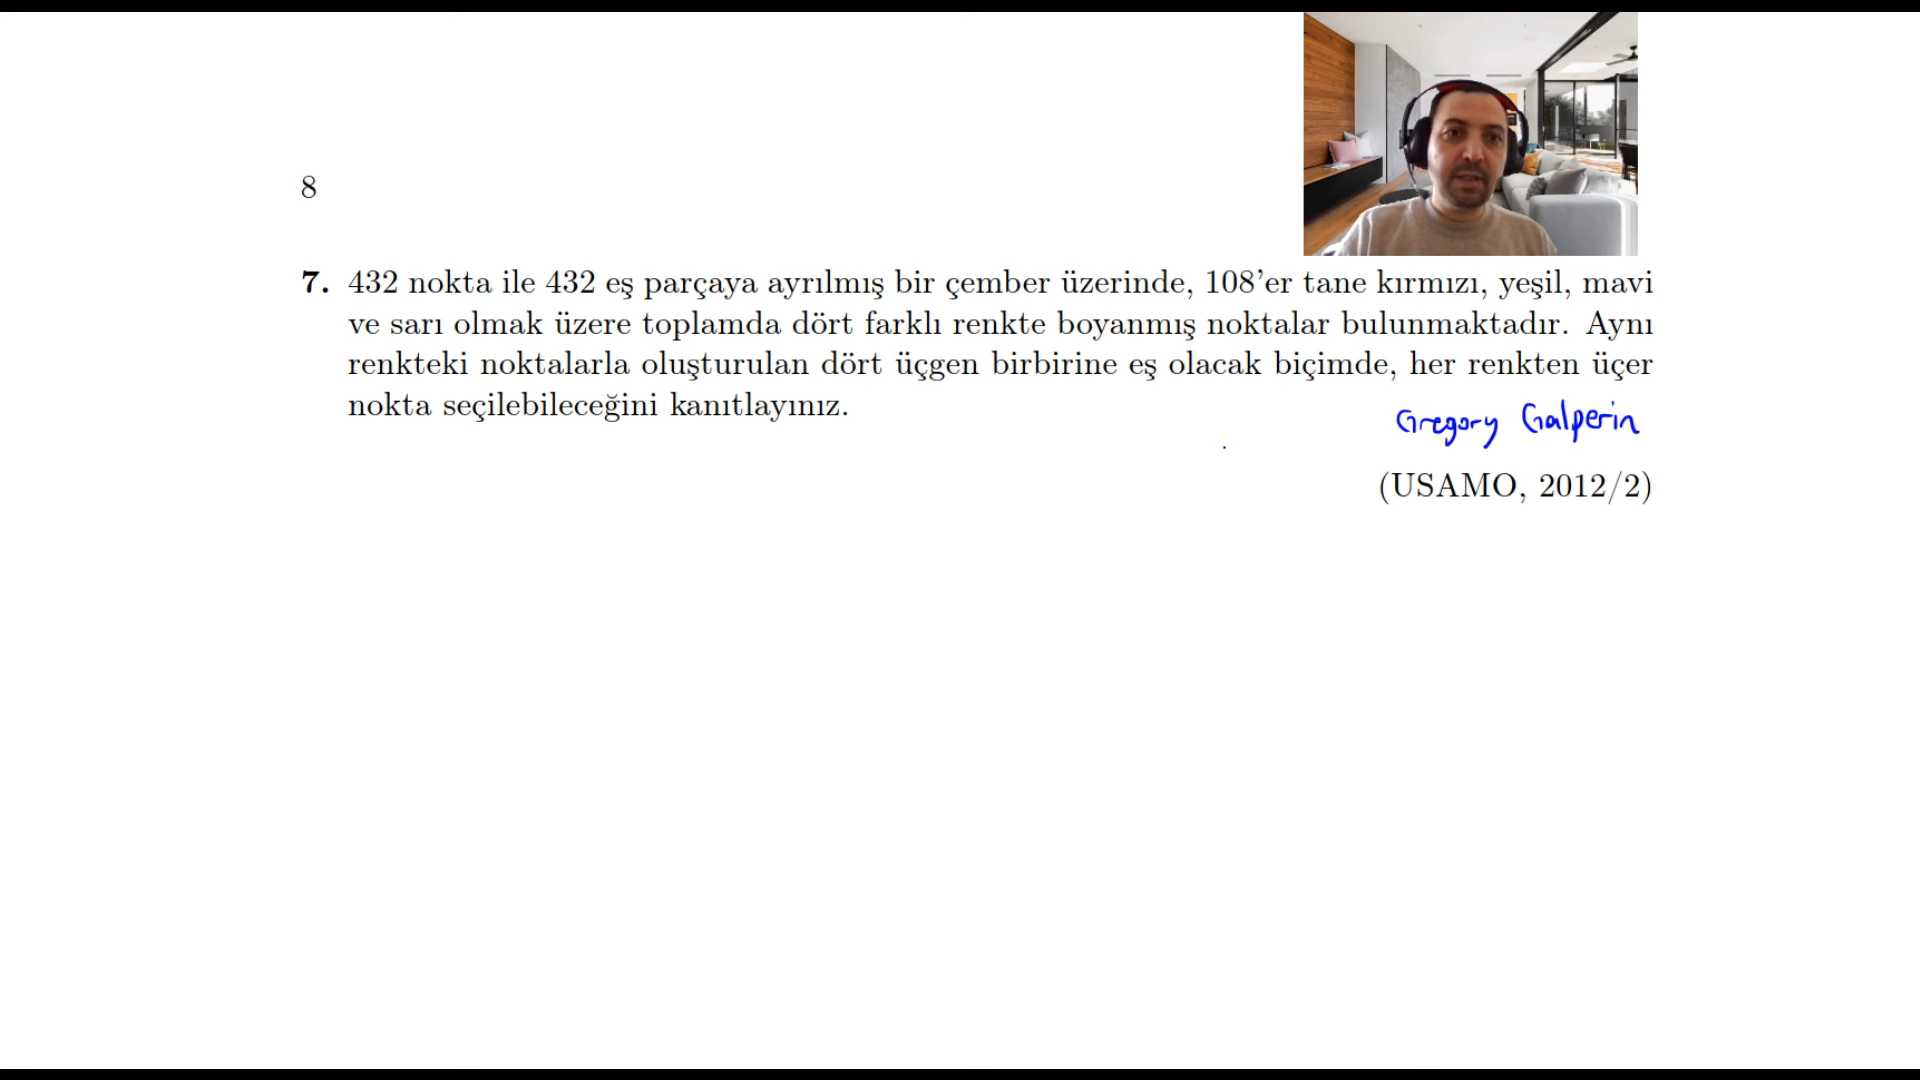 8
7. 432 nokta ile 432 eş parçaya ayrılmış bir çember üzerinde, 108'er tane kırmızı, yeşil, mavi
ve sarı olmak üzere toplamda dört farklı renkte boyanmış noktalar bulunmaktadır. Aynı
renkteki noktalarla oluşturulan dört üçgen birbirine eş olacak biçimde, her renkten üçer
nokta seçilebileceğini kanıtlayınız.
Gregory Galperin
(USAMO, 2012/2)